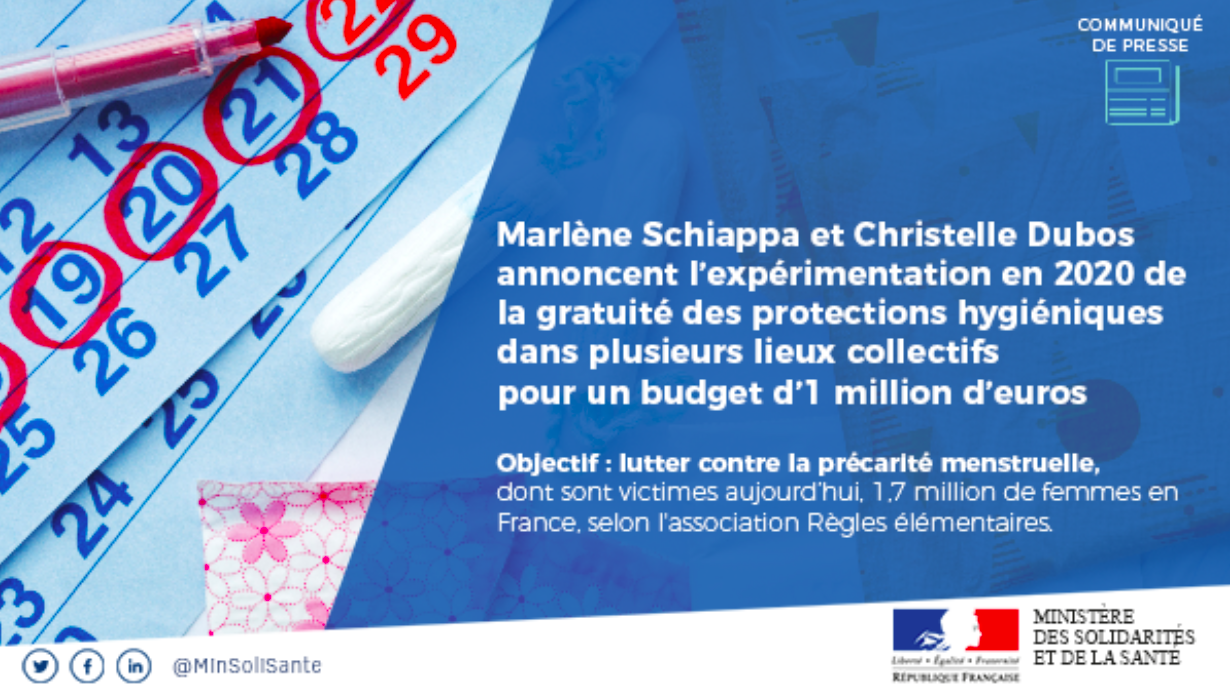 COMMUNIQUÉ
DE PRESSE
22
29
21
28
13
20
27
12
19
26
25
24
23
Marlène Schiappa et Christelle Dubos
annoncent l'expérimentation en 2020 de
la gratuité des protections hygiéniques
dans plusieurs lieux collectifs
pour un budget d'1 million d'euros
Objectif : lutter contre la précarité menstruelle,
dont sont victimes aujourd'hui, 1,7 million de femmes en
France, selon l'association Règles élémentaires.
@MinSoliSante
Liberté • Égalité • Fraternité
RÉPUBLIQUE FRANÇAISE
MINISTÈRE
DES SOLIDARITÉS
ET DE LA SANTÉ